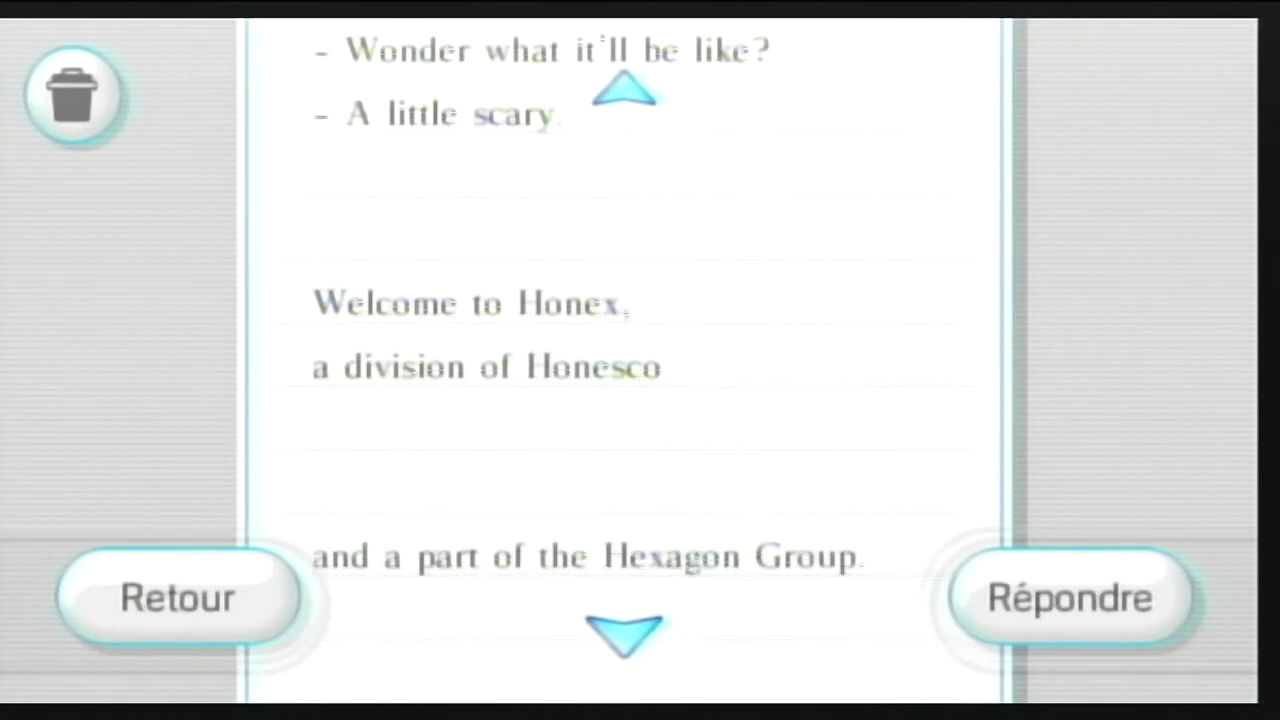 - Wonder what it'll be like?
- A little scary.
Welcome to Honex,
a division of Honesco
and a part of the Hexagon Group.
Retour
Répondre